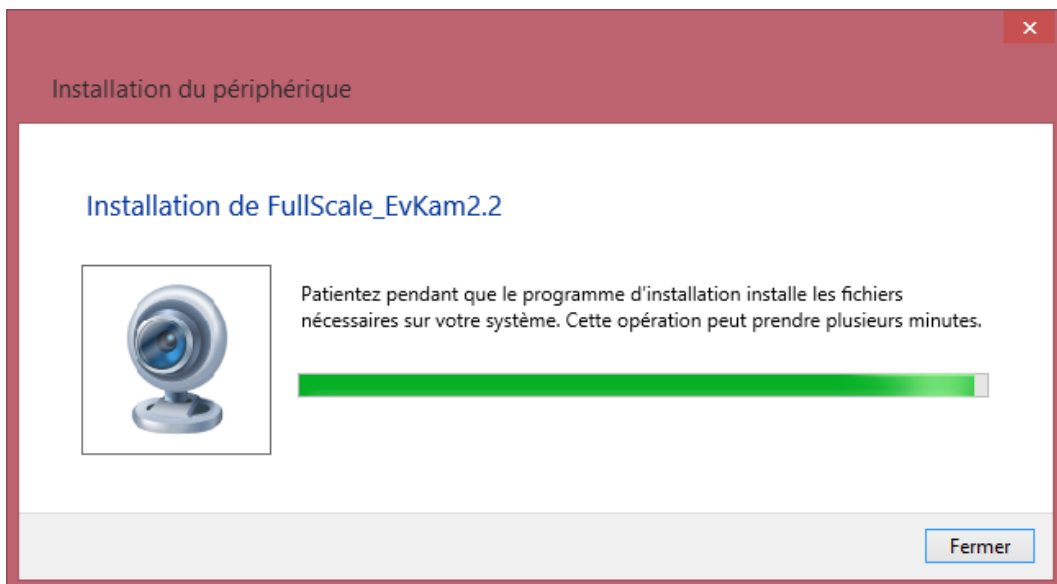 Installation du périphérique
Installation de FullScale_EvKam2.2
Patientez pendant que le programme d'installation installe les fichiers
nécessaires sur votre système. Cette opération peut prendre plusieurs minutes.
Fermer